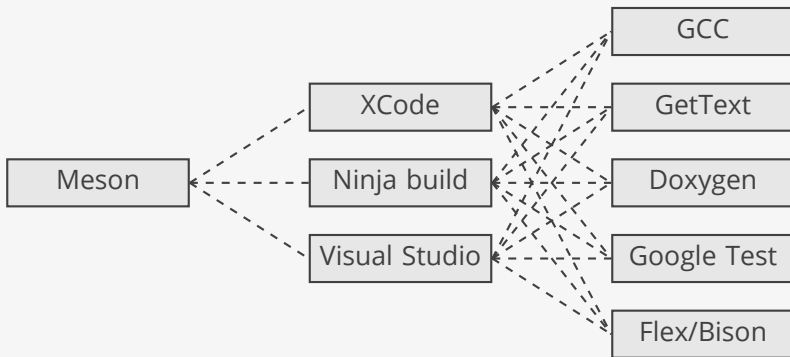 Meson
XCode
Ninja build
Visual Studio
GCC
GetText
Doxygen
Google Test
Flex/Bison